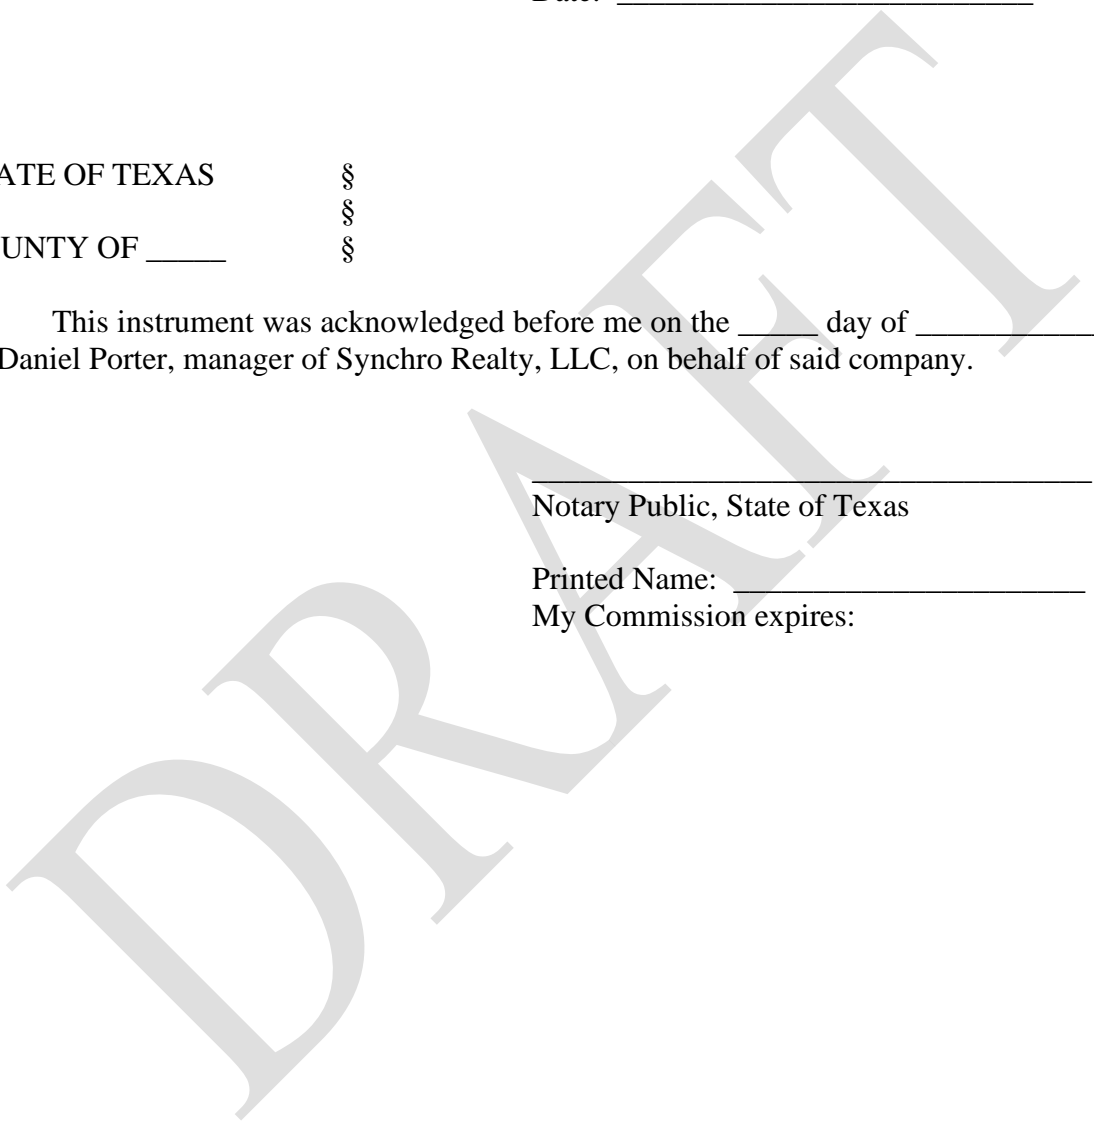 Date: __________________________
ATE OF TEXAS §
§
UNTY OF _____ §
This instrument was acknowledged before me on the _____ day of ___________
Daniel Porter, manager of Synchro Realty, LLC, on behalf of said company.
___________________________________
Notary Public, State of Texas
Printed Name: ______________________
My Commission expires:
DRAFT